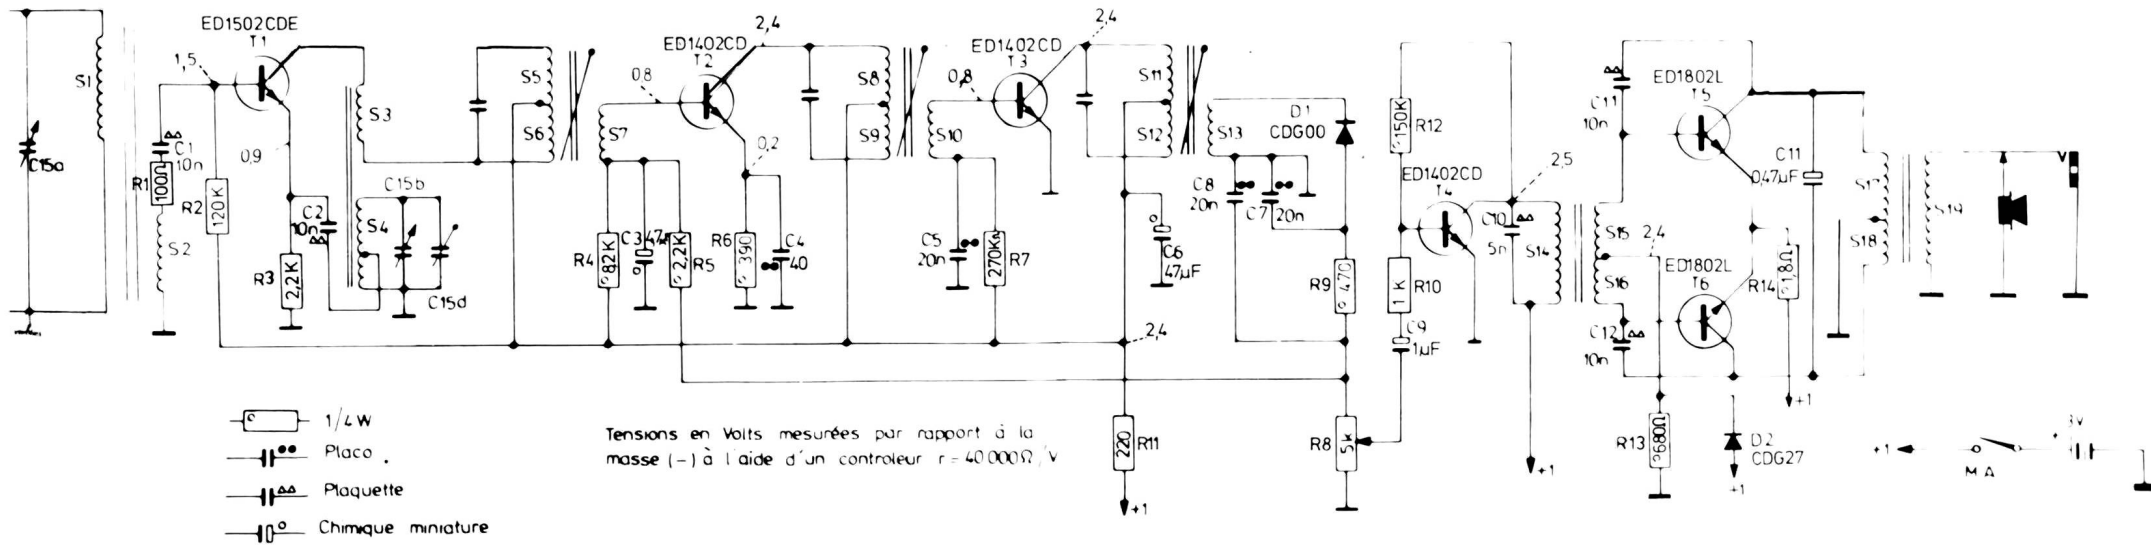 ED1502CDE
T1
1,5
S1
C15a
C1
10n
R1
100Ω
R2
120K
S2
0,9
C2
10n
R3
2,2K
S3
C15b
S4
C15d
S5
S6
S7
ED1402CD
T2
2,4
0,8
0,2
R4
82K
C3
R5
2,2K
R6
390
C4
40
S8
S9
S10
ED1402CD
T3
2,4
0,8
C5
20n
R7
270K
S11
S12
S13
C6
47µF
2,4
R11
220
+1
D1
CDG00
C8
20n
C7
20n
R9
470
R8
5K
R12
150K
R10
1K
C9
1µF
ED1402CD
T4
2,5
C10
5n
S14
+1
S15
S16
2,4
C11
10n
C12
10n
ED1802L
T5
ED1802L
T6
R13
680Ω
D2
CDG27
+1
R14
1,8Ω
+1
C11
0,47µF
S17
S18
S19
V
+1
M A
+
3V
1/4 W
Placo
Plaquette
Chimique miniature
Tensions en Volts mesurées par rapport à la
masse (-) à l'aide d'un controleur r = 40 000 Ω/V